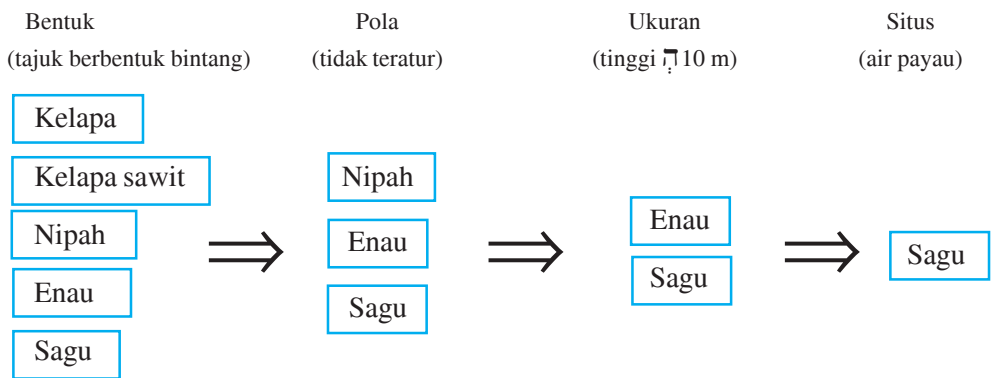 Bentuk
(tajuk berbentuk bintang)
Kelapa
Kelapa sawit
Nipah
Enau
Sagu
Pola
(tidak teratur)
Nipah
Enau
Sagu
Ukuran
(tinggi הְ 10 m)
Enau
Sagu
Situs
(air payau)
Sagu